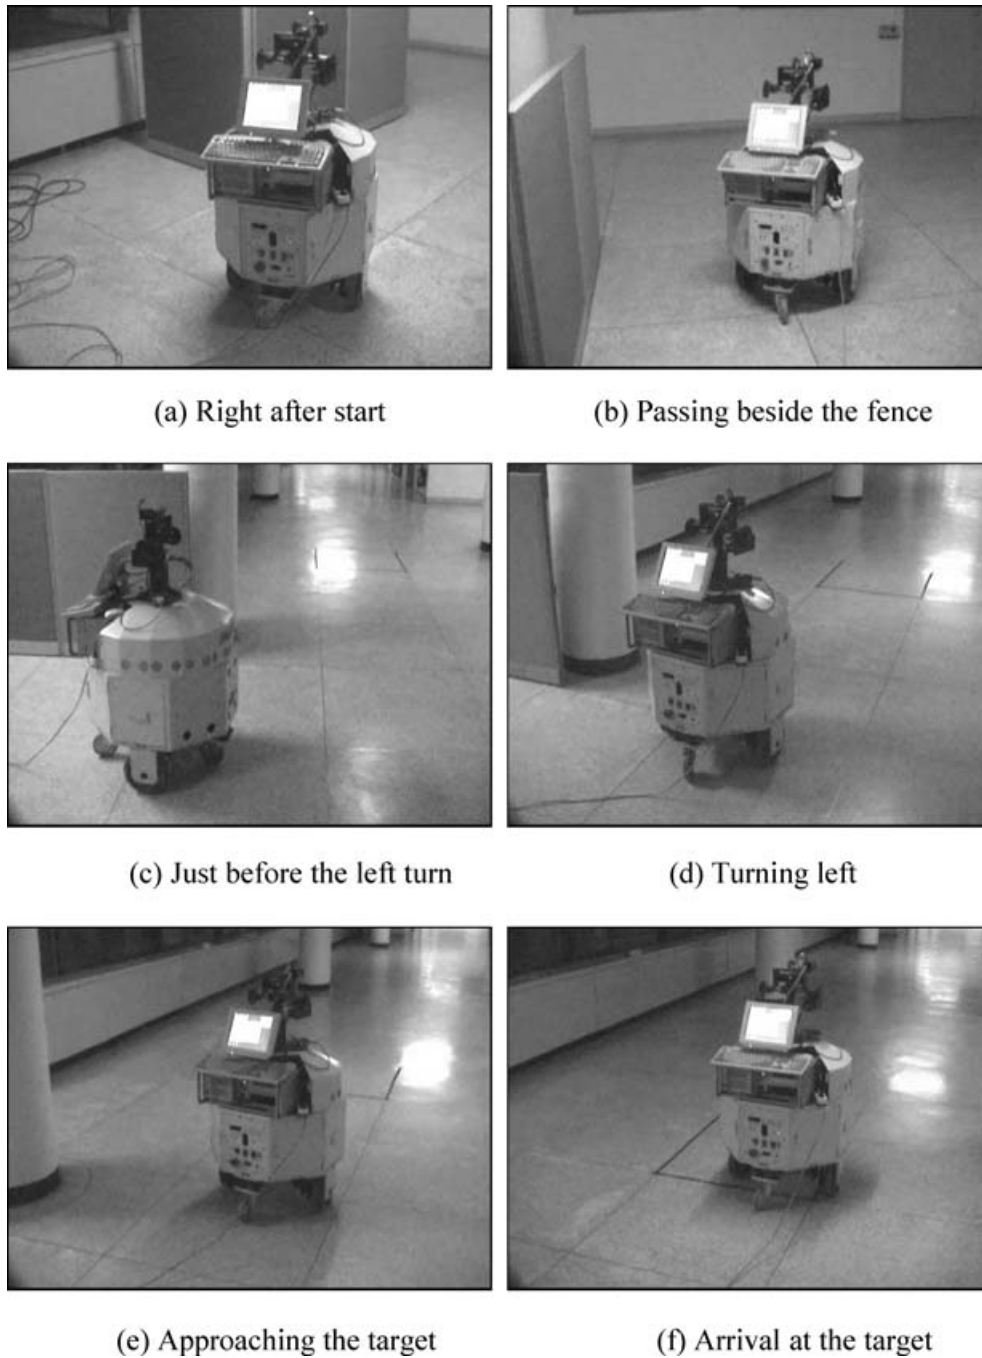 (a) Right after start
(b) Passing beside the fence
(c) Just before the left turn
(d) Turning left
(e) Approaching the target
(f) Arrival at the target